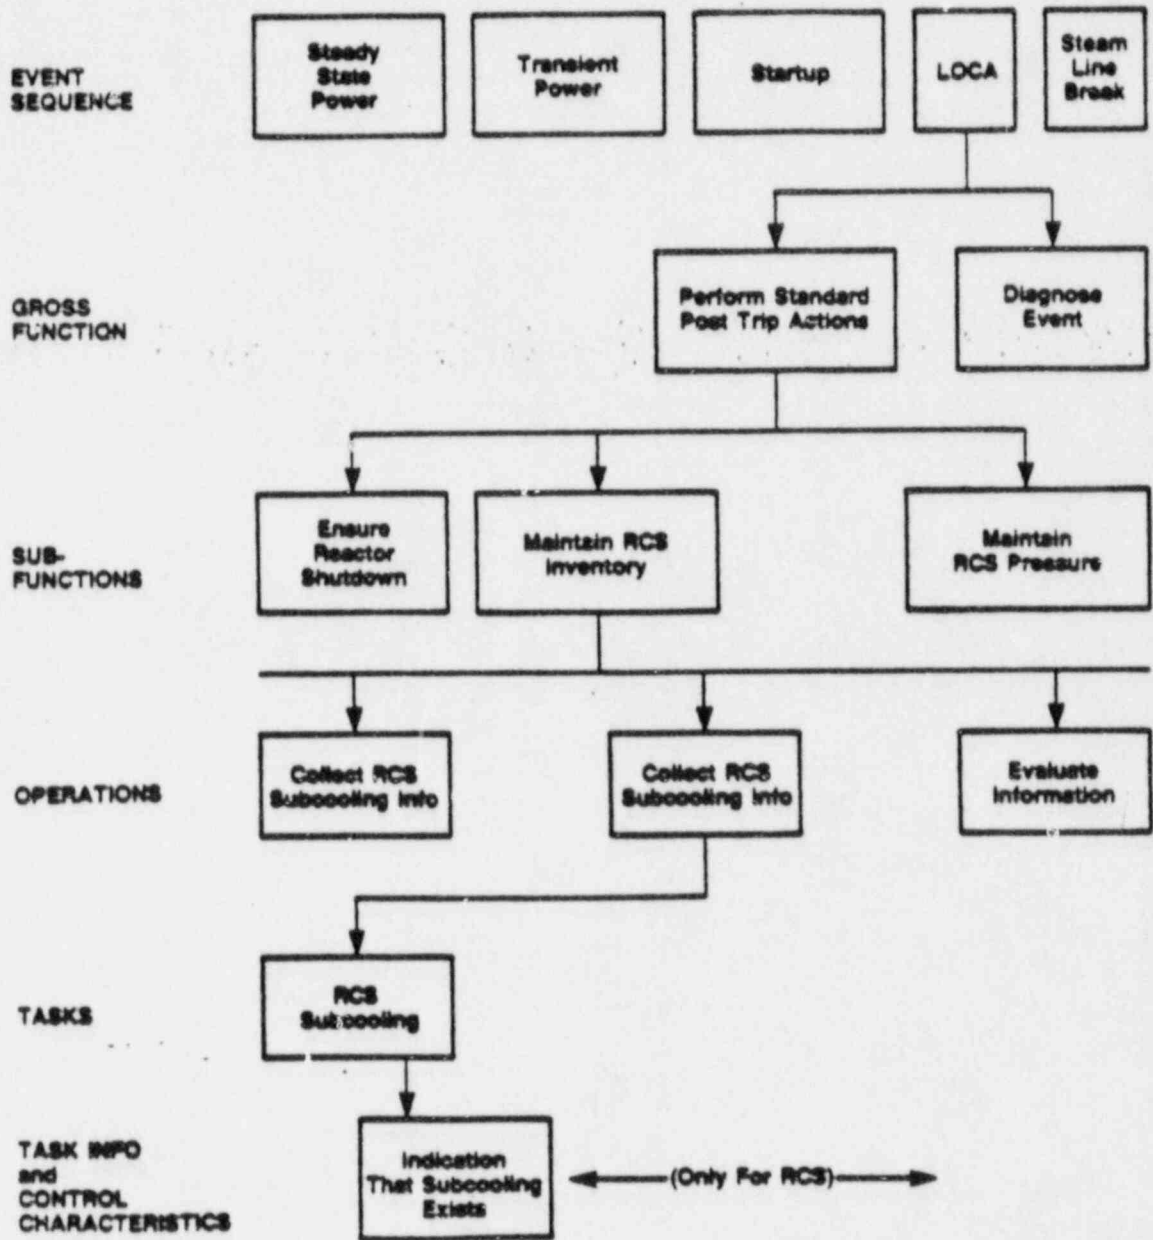 EVENT
SEQUENCE
Steady
State
Power
Transient
Power
Startup
LOCA
Steam
Line
Break
GROSS
FUNCTION
Perform Standard
Post Trip Actions
Diagnose
Event
SUB-
FUNCTIONS
Ensure
Reactor
Shutdown
Maintain RCS
Inventory
Maintain
RCS Pressure
OPERATIONS
Collect RCS
Subcooling Info
Collect RCS
Subcooling Info
Evaluate
Information
TASKS
RCS
Subcooling
TASK INFO
and
CONTROL
CHARACTERISTICS
Indication
That Subcooling
Exists
(Only For RCS)